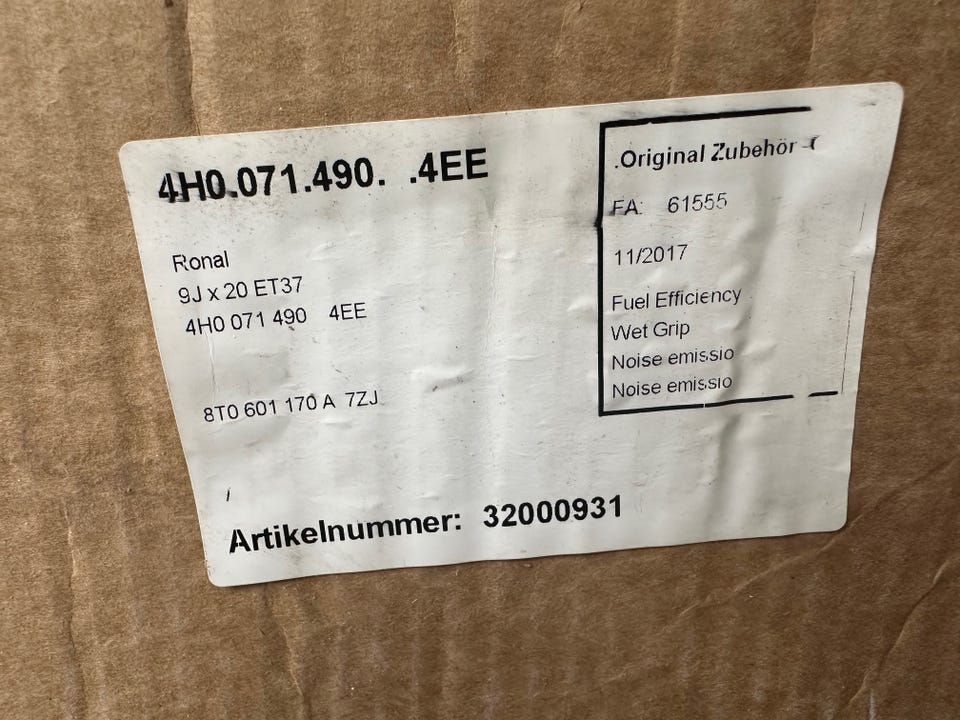 4H0.071.490. .4EE
Ronal
9J x 20 ET37
4H0 071 490 4EE
8T0 601 170 A 7ZJ
/
Artikelnummer: 32000931
.Original Zubehör -
FA: 61555
11/2017
Fuel Efficiency
Wet Grip
Noise emissio
Noise emissio